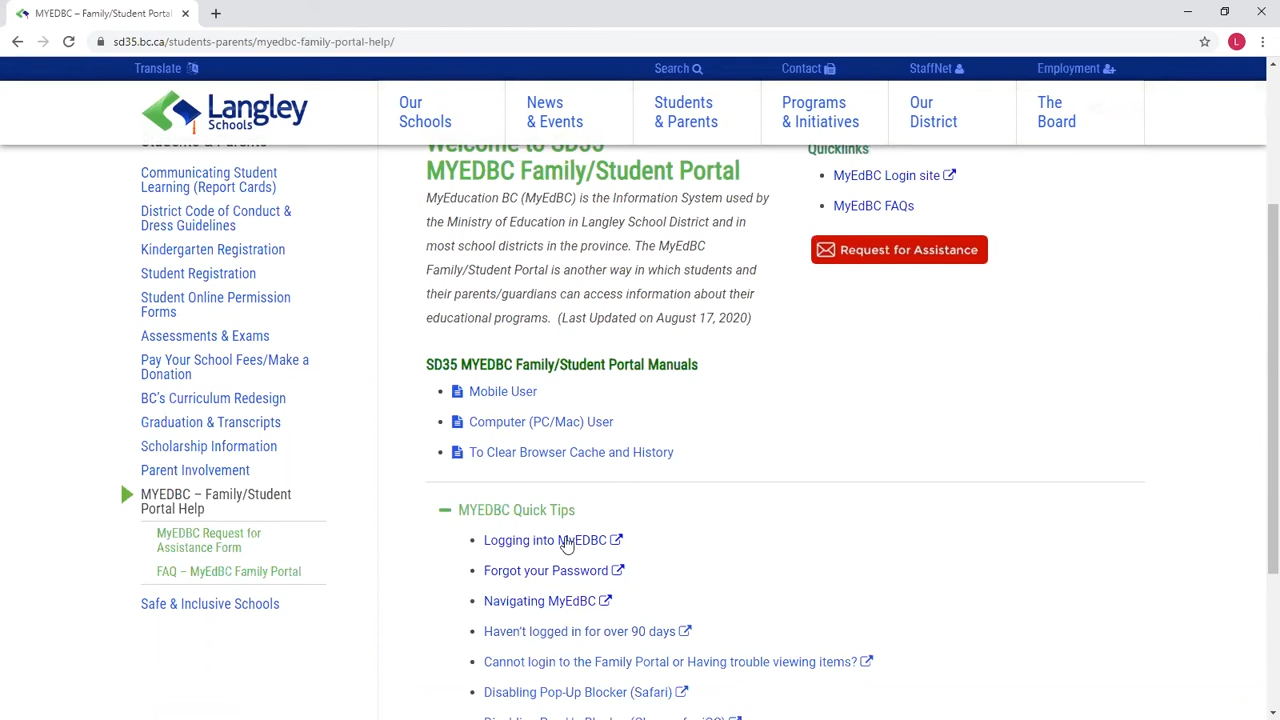 MYEDBC – Family/Student Portal
sd35.bc.ca/students-parents/myedbc-family-portal-help/
L
Translate
Search
Contact
StaffNet
Employment
Langley
Schools
Our
Schools
News
& Events
Students
& Parents
Programs
& Initiatives
Our
District
The
Board
Students & Parents
Communicating Student
Learning (Report Cards)
District Code of Conduct &
Dress Guidelines
Kindergarten Registration
Student Registration
Student Online Permission
Forms
Assessments & Exams
Pay Your School Fees/Make a
Donation
BC's Curriculum Redesign
Graduation & Transcripts
Scholarship Information
Parent Involvement
MYEDBC – Family/Student
Portal Help
MyEDBC Request for
Assistance Form
FAQ – MyEdBC Family Portal
Safe & Inclusive Schools
Welcome to SD35
MYEDBC Family/Student Portal
MyEducation BC (MyEdBC) is the Information System used by
the Ministry of Education in Langley School District and in
most school districts in the province. The MyEDBC
Family/Student Portal is another way in which students and
their parents/guardians can access information about their
educational programs. (Last Updated on August 17, 2020)
SD35 MYEDBC Family/Student Portal Manuals
Mobile User
Computer (PC/Mac) User
To Clear Browser Cache and History
MYEDBC Quick Tips
Logging into MyEDBC
Forgot your Password
Navigating MyEdBC
Haven't logged in for over 90 days
Cannot login to the Family Portal or Having trouble viewing items?
Disabling Pop-Up Blocker (Safari)
Quicklinks
MyEdBC Login site
MyEdBC FAQs
Request for Assistance